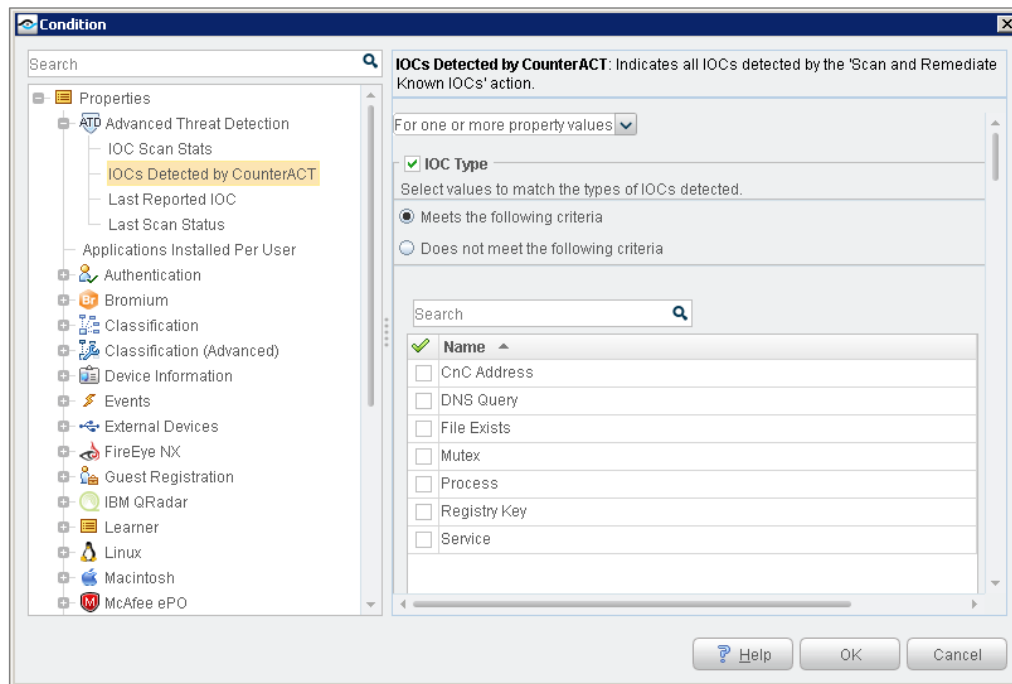 Condition
Search
Properties
ATD Advanced Threat Detection
IOC Scan Stats
IOCs Detected by CounterACT
Last Reported IOC
Last Scan Status
Applications Installed Per User
Authentication
Br Bromium
Classification
Classification (Advanced)
Device Information
Events
External Devices
FireEye NX
Guest Registration
IBM QRadar
Learner
Linux
Macintosh
M McAfee ePO
IOCs Detected by CounterACT: Indicates all IOCs detected by the 'Scan and Remediate
Known IOCs' action.
For one or more property values
IOC Type
Select values to match the types of IOCs detected.
Meets the following criteria
Does not meet the following criteria
Search
Name
CnC Address
DNS Query
File Exists
Mutex
Process
Registry Key
Service
? Help
OK
Cancel